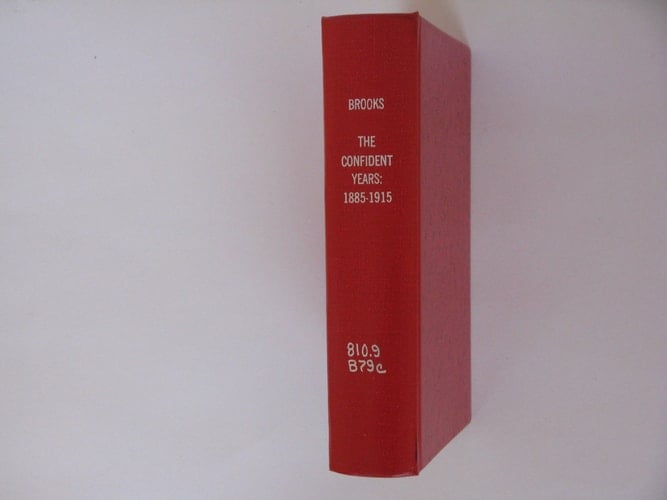 BROOKS
THE
CONFIDENT
YEARS:
1885-1915
810.9
B79c